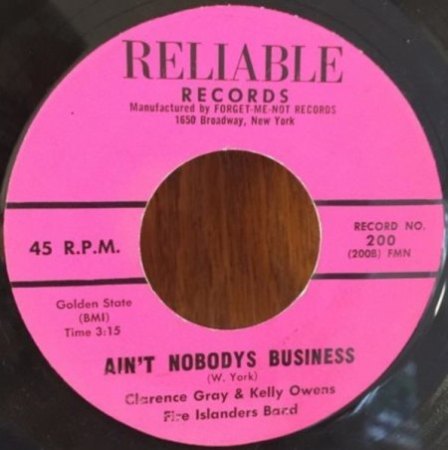 RELIABLE
RECORDS
Manufactured by FORGET-ME-NOT RECORDS
1650 Broadway, New York
45 R.P.M.
RECORD NO.
200
(200B) FMN
Golden State
(BMI)
Time 3:15
AIN'T NOBODYS BUSINESS
(W. York)
Clarence Gray & Kelly Owens
Fire Islanders Band